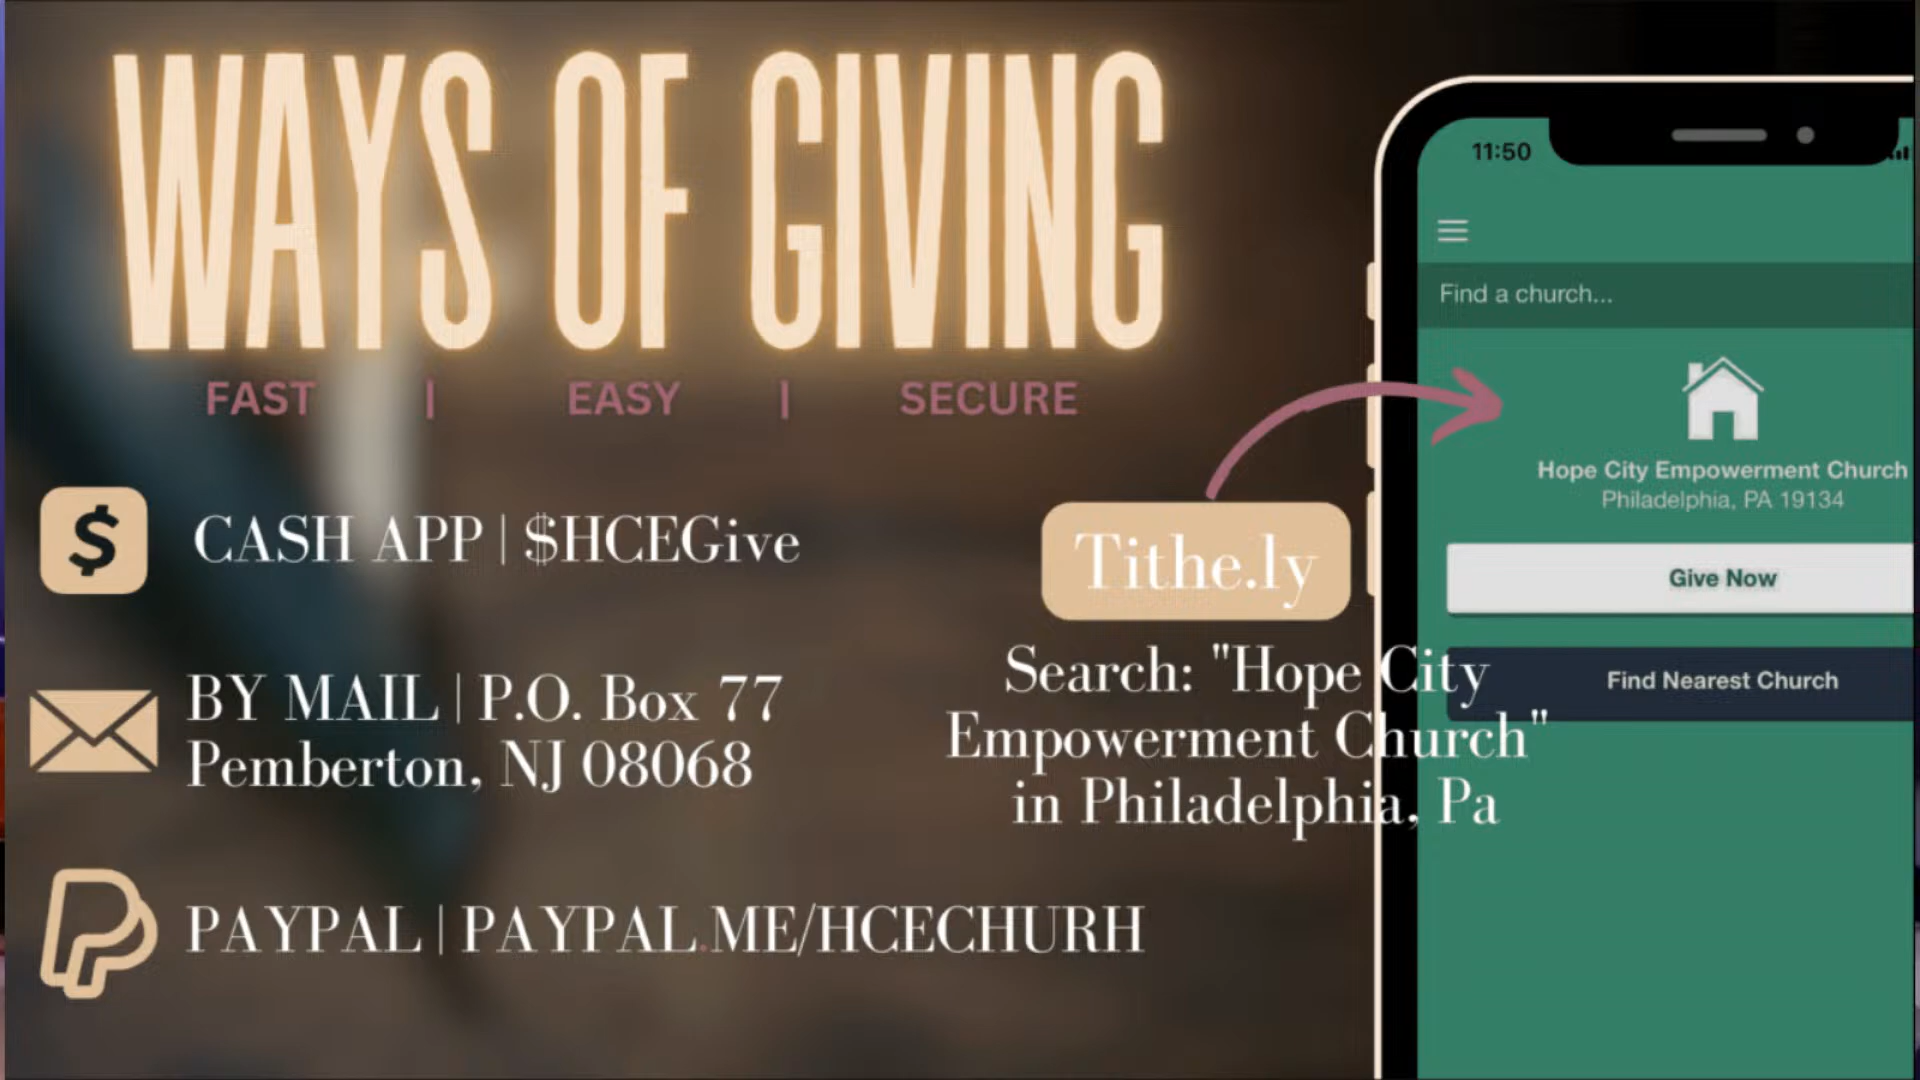 WAYS OF GIVING
FAST | EASY | SECURE
$
CASH APP | $HCEGive
BY MAIL | P.O. Box 77
Pemberton, NJ 08068
PAYPAL | PAYPAL.ME/HCECHURH
Tithe.ly
Search: "Hope City
Empowerment Church"
in Philadelphia, Pa
11:50
Find a church...
Hope City Empowerment Church
Philadelphia, PA 19134
Give Now
Find Nearest Church